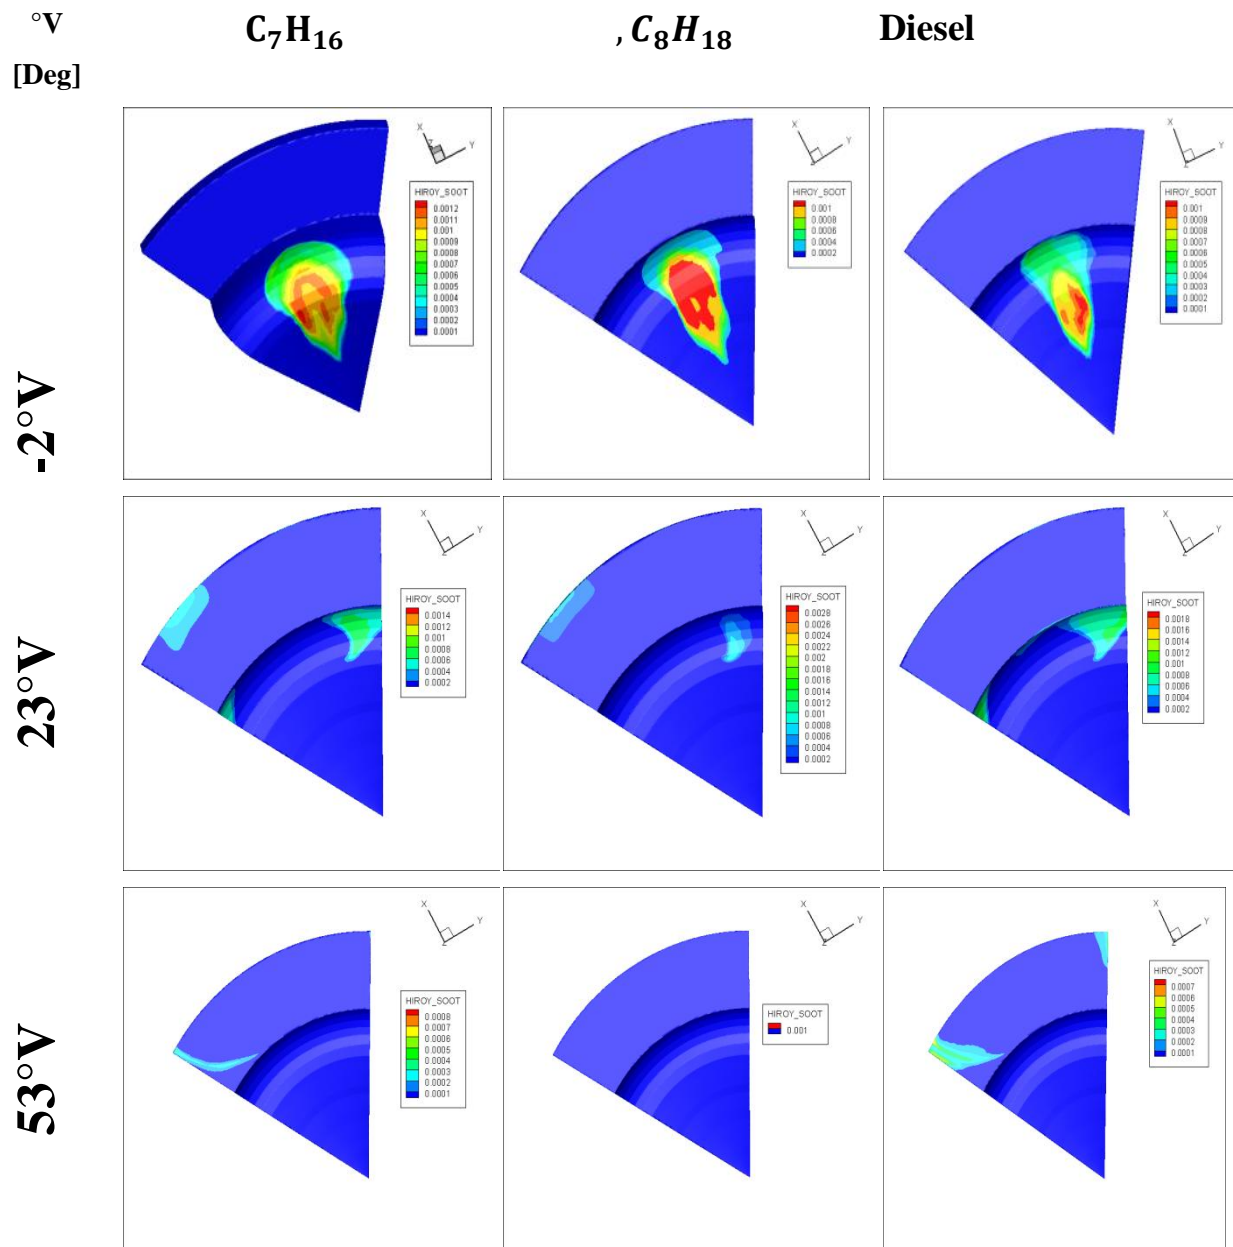 °V C₇H₁₆ , C₈H₁₈ Diesel
[Deg]
-2°V
X
Z
Y
HIROY_SOOT
0.0012
0.0011
0.001
0.0009
0.0008
0.0007
0.0006
0.0005
0.0004
0.0003
0.0002
0.0001
X
Z
Y
HIROY_SOOT
0.001
0.0008
0.0006
0.0004
0.0002
X
Z
Y
HIROY_SOOT
0.001
0.0009
0.0008
0.0007
0.0006
0.0005
0.0004
0.0003
0.0002
0.0001
23°V
X
Z
Y
HIROY_SOOT
0.0014
0.0012
0.001
0.0008
0.0006
0.0004
0.0002
X
Z
Y
HIROY_SOOT
0.0028
0.0026
0.0024
0.0022
0.002
0.0018
0.0016
0.0014
0.0012
0.001
0.0008
0.0006
0.0004
0.0002
X
Z
Y
HIROY_SOOT
0.0018
0.0016
0.0014
0.0012
0.001
0.0008
0.0006
0.0004
0.0002
53°V
X
Z
Y
HIROY_SOOT
0.0008
0.0007
0.0006
0.0005
0.0004
0.0003
0.0002
0.0001
X
Z
Y
HIROY_SOOT
0.001
X
Z
Y
HIROY_SOOT
0.0007
0.0006
0.0005
0.0004
0.0003
0.0002
0.0001